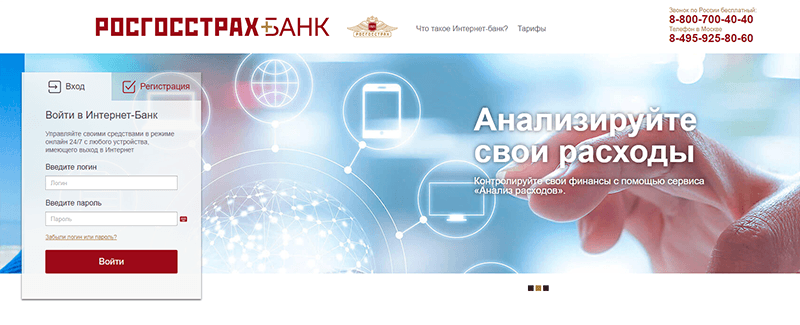 РОСГОССТРАХ БАНК
РОСГОССТРАХ
Что такое Интернет-банк?
Тарифы
Звонок по России бесплатный:
8-800-700-40-40
Телефон в Москве
8-495-925-80-60
Вход
Регистрация
Войти в Интернет-Банк
Управляйте своими средствами в режиме
онлайн 24/7 с любого устройства,
имеющего выход в Интернет
Введите логин
Логин
Введите пароль
Пароль
Забыли логин или пароль?
Войти
Анализируйте
свои расходы
Контролируйте свои финансы с помощью сервиса
«Анализ расходов».